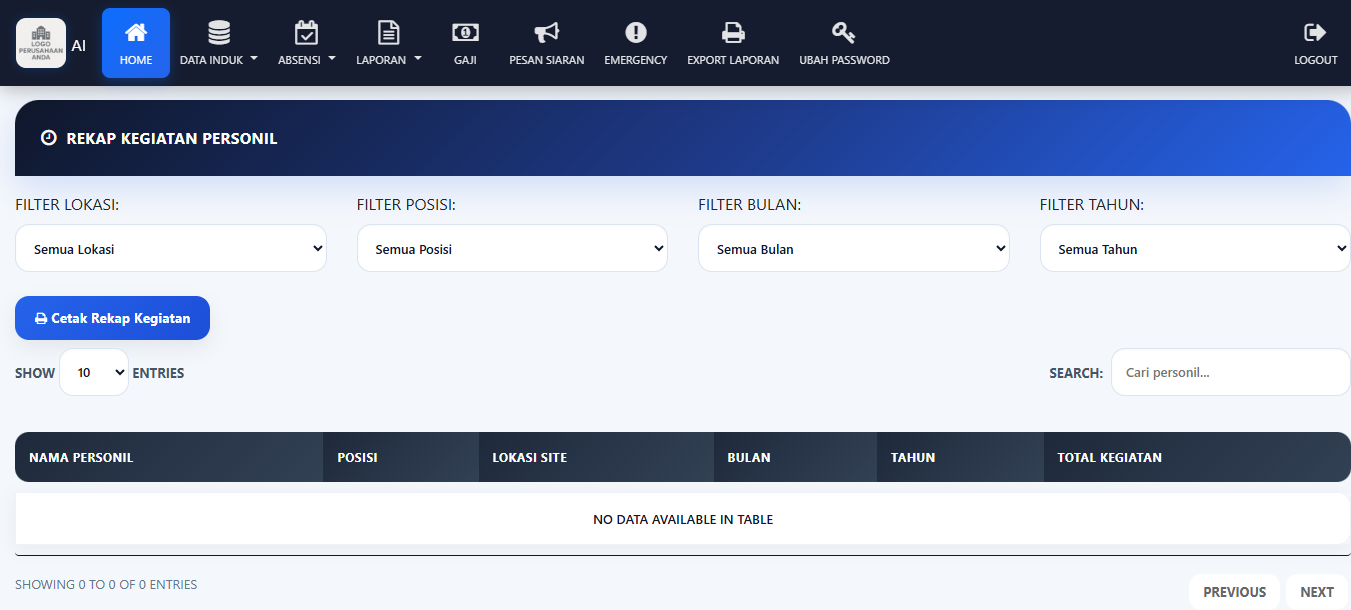 LOGO
PERUSAHAAN
ANDA
AI
HOME
DATA INDUK
ABSENSI
LAPORAN
GAJI
PESAN SIARAN
EMERGENCY
EXPORT LAPORAN
UBAH PASSWORD
LOGOUT
REKAP KEGIATAN PERSONIL
FILTER LOKASI:
FILTER POSISI:
FILTER BULAN:
FILTER TAHUN:
Semua Lokasi
Semua Posisi
Semua Bulan
Semua Tahun
Cetak Rekap Kegiatan
SHOW 10 ENTRIES
SEARCH: Cari personil...
NAMA PERSONIL
POSISI
LOKASI SITE
BULAN
TAHUN
TOTAL KEGIATAN
NO DATA AVAILABLE IN TABLE
SHOWING 0 TO 0 OF 0 ENTRIES
PREVIOUS
NEXT